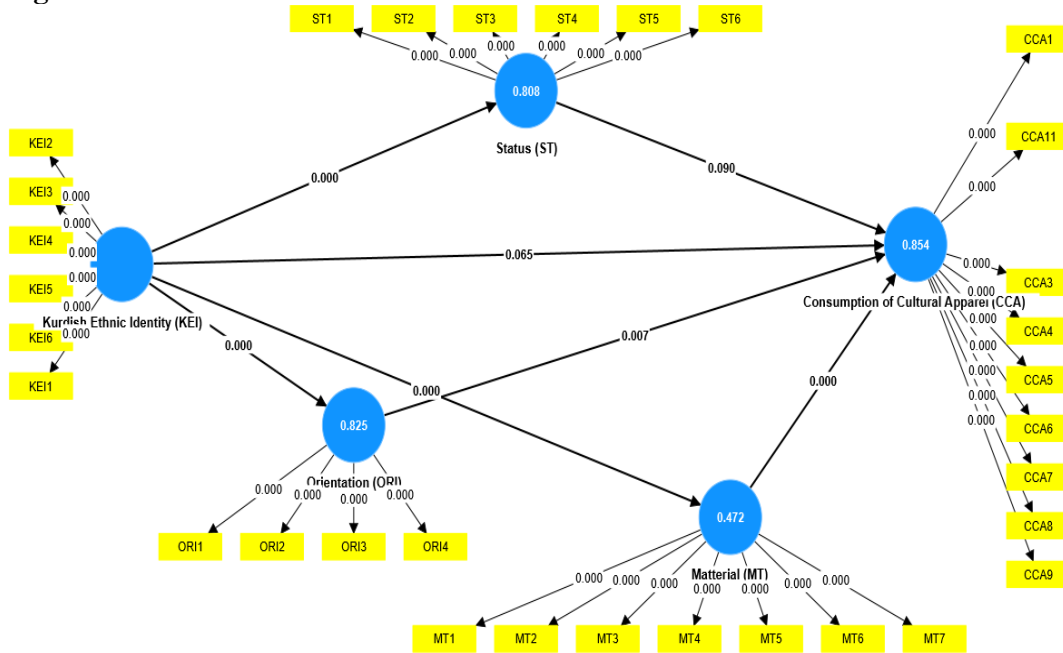 ST1
ST2
ST3
ST4
ST5
ST6
0.000
0.000
0.000
0.000
0.000
0.000
0.808
Status (ST)
CCA1
CCA11
CCA3
CCA4
CCA5
CCA6
CCA7
CCA8
CCA9
0.000
0.000
0.000
0.000
0.000
0.000
0.000
0.000
0.000
0.854
Consumption of Cultural Apparel (CCA)
KEI2
KEI3
KEI4
KEI5
KEI6
KEI1
0.000
0.000
0.000
0.000
0.000
0.000
Kurdish Ethnic Identity (KEI)
0.000
0.090
0.065
0.000
0.007
0.000
0.000
0.825
Orientation (ORI)
0.000
0.000
0.000
0.000
ORI1
ORI2
ORI3
ORI4
0.472
Matterial (MT)
0.000
0.000
0.000
0.000
0.000
0.000
0.000
MT1
MT2
MT3
MT4
MT5
MT6
MT7